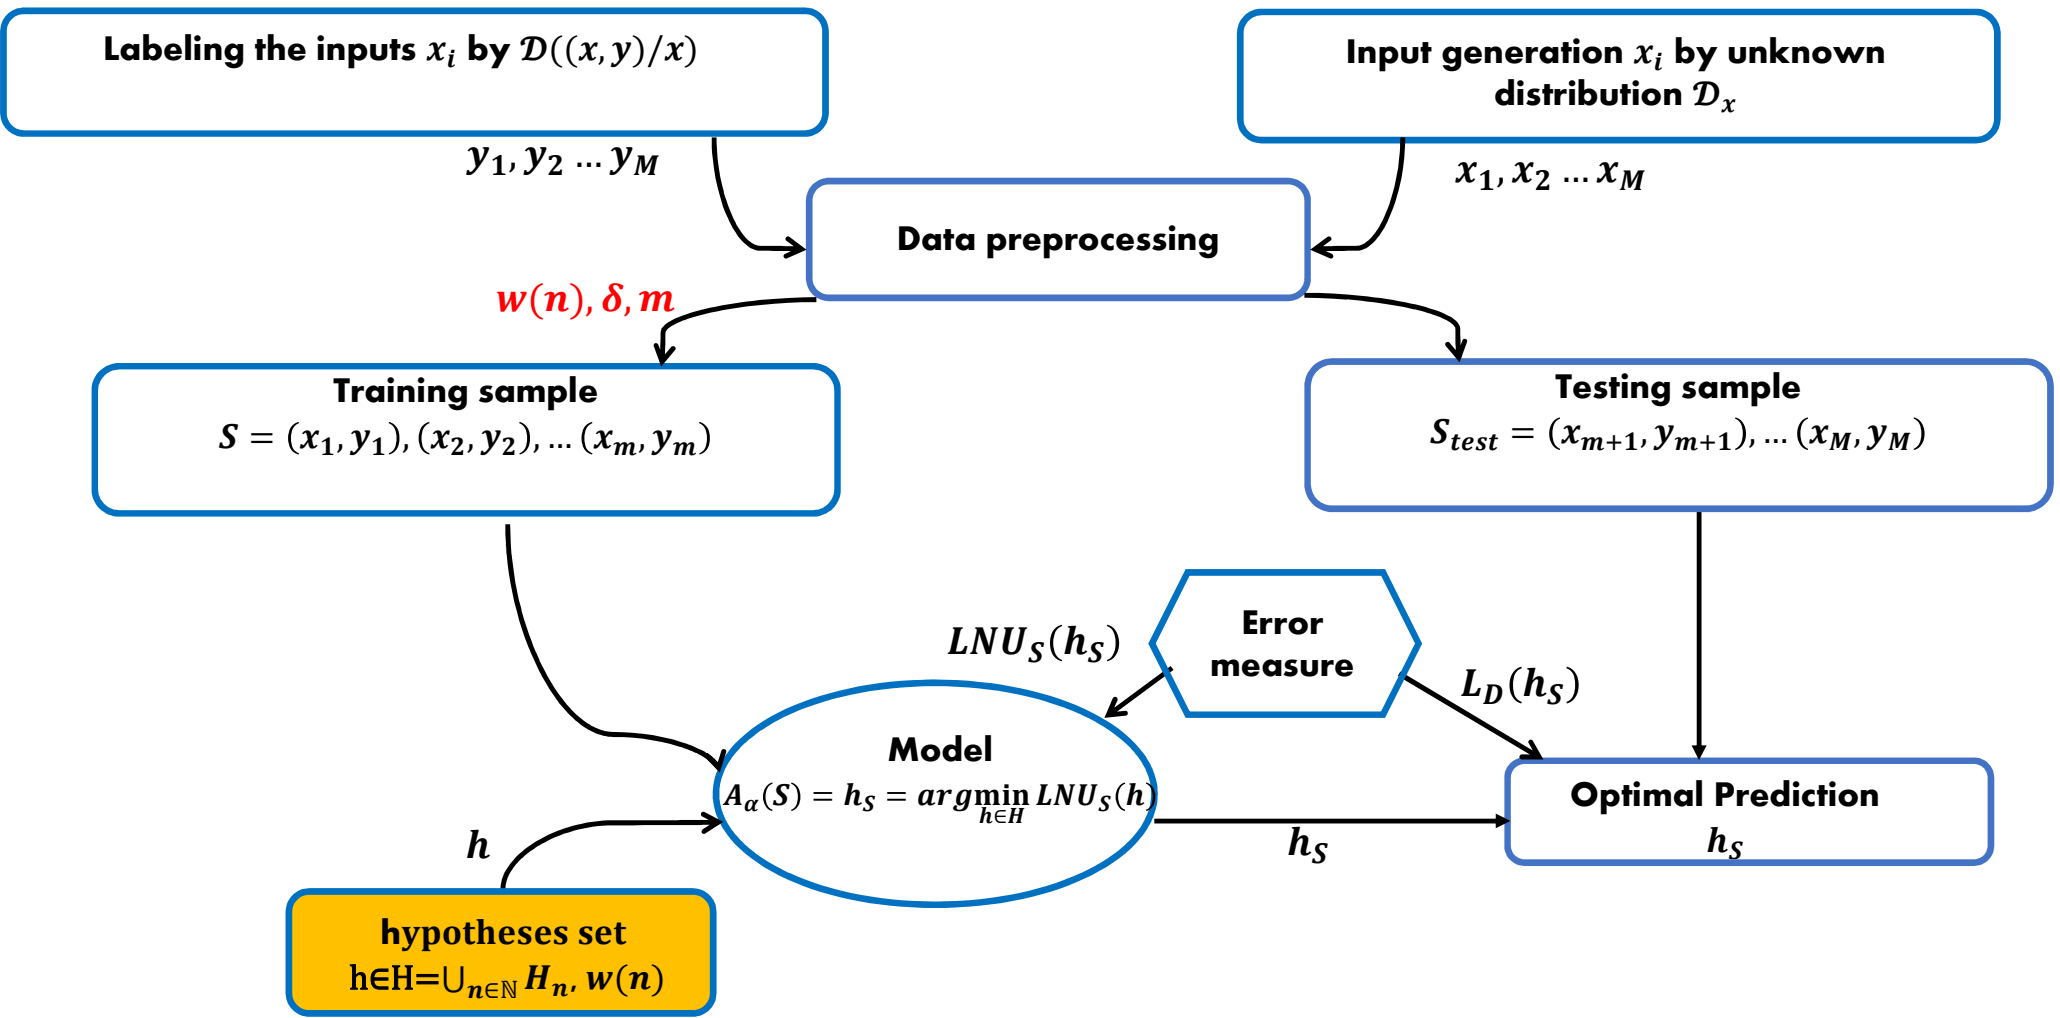 Labeling the inputs 𝒙ᵢ by 𝓓((𝒙, 𝒚)/𝒙)
Input generation 𝒙ᵢ by unknown
distribution 𝓓ₓ
𝒚₁, 𝒚₂ … 𝒚_M
𝒙₁, 𝒙₂ … 𝒙_M
Data preprocessing
w(n), δ, m
Training sample
S = (x₁, y₁), (x₂, y₂), … (x_m, y_m)
Testing sample
S_test = (x_{m+1}, y_{m+1}), … (x_M, y_M)
Error
measure
LNU_S(h_S)
L_D(h_S)
Model
A_α(S) = h_S = argmin LNU_S(h)
h∈H
Optimal Prediction
h_S
h_S
h
hypotheses set
h∈H=⋃_{n∈ℕ} H_n, w(n)